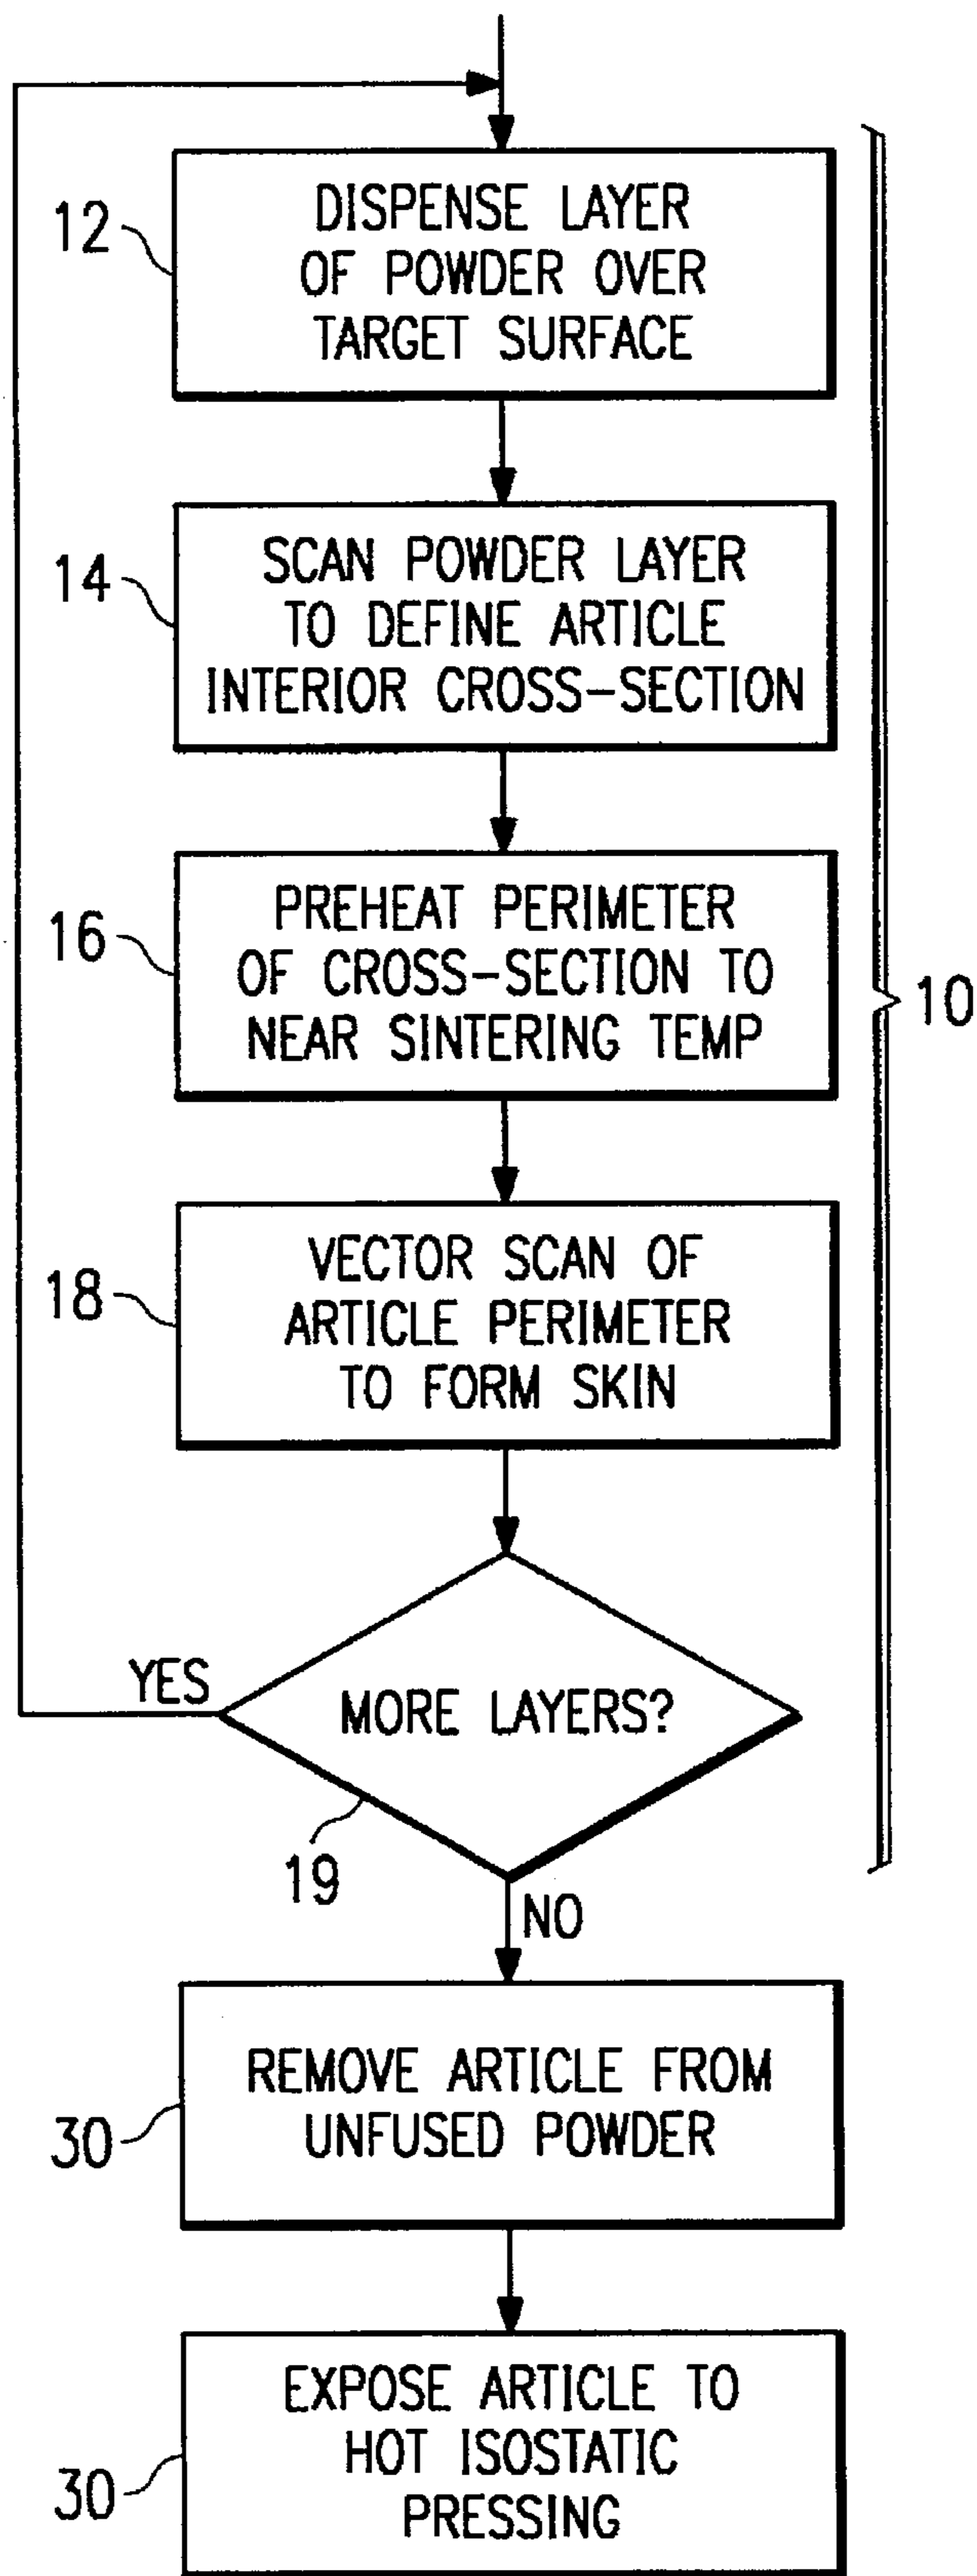 12
DISPENSE LAYER
OF POWDER OVER
TARGET SURFACE
14
SCAN POWDER LAYER
TO DEFINE ARTICLE
INTERIOR CROSS-SECTION
16
PREHEAT PERIMETER
OF CROSS-SECTION TO
NEAR SINTERING TEMP
10
18
VECTOR SCAN OF
ARTICLE PERIMETER
TO FORM SKIN
YES
MORE LAYERS?
19
NO
30
REMOVE ARTICLE FROM
UNFUSED POWDER
30
EXPOSE ARTICLE TO
HOT ISOSTATIC
PRESSING